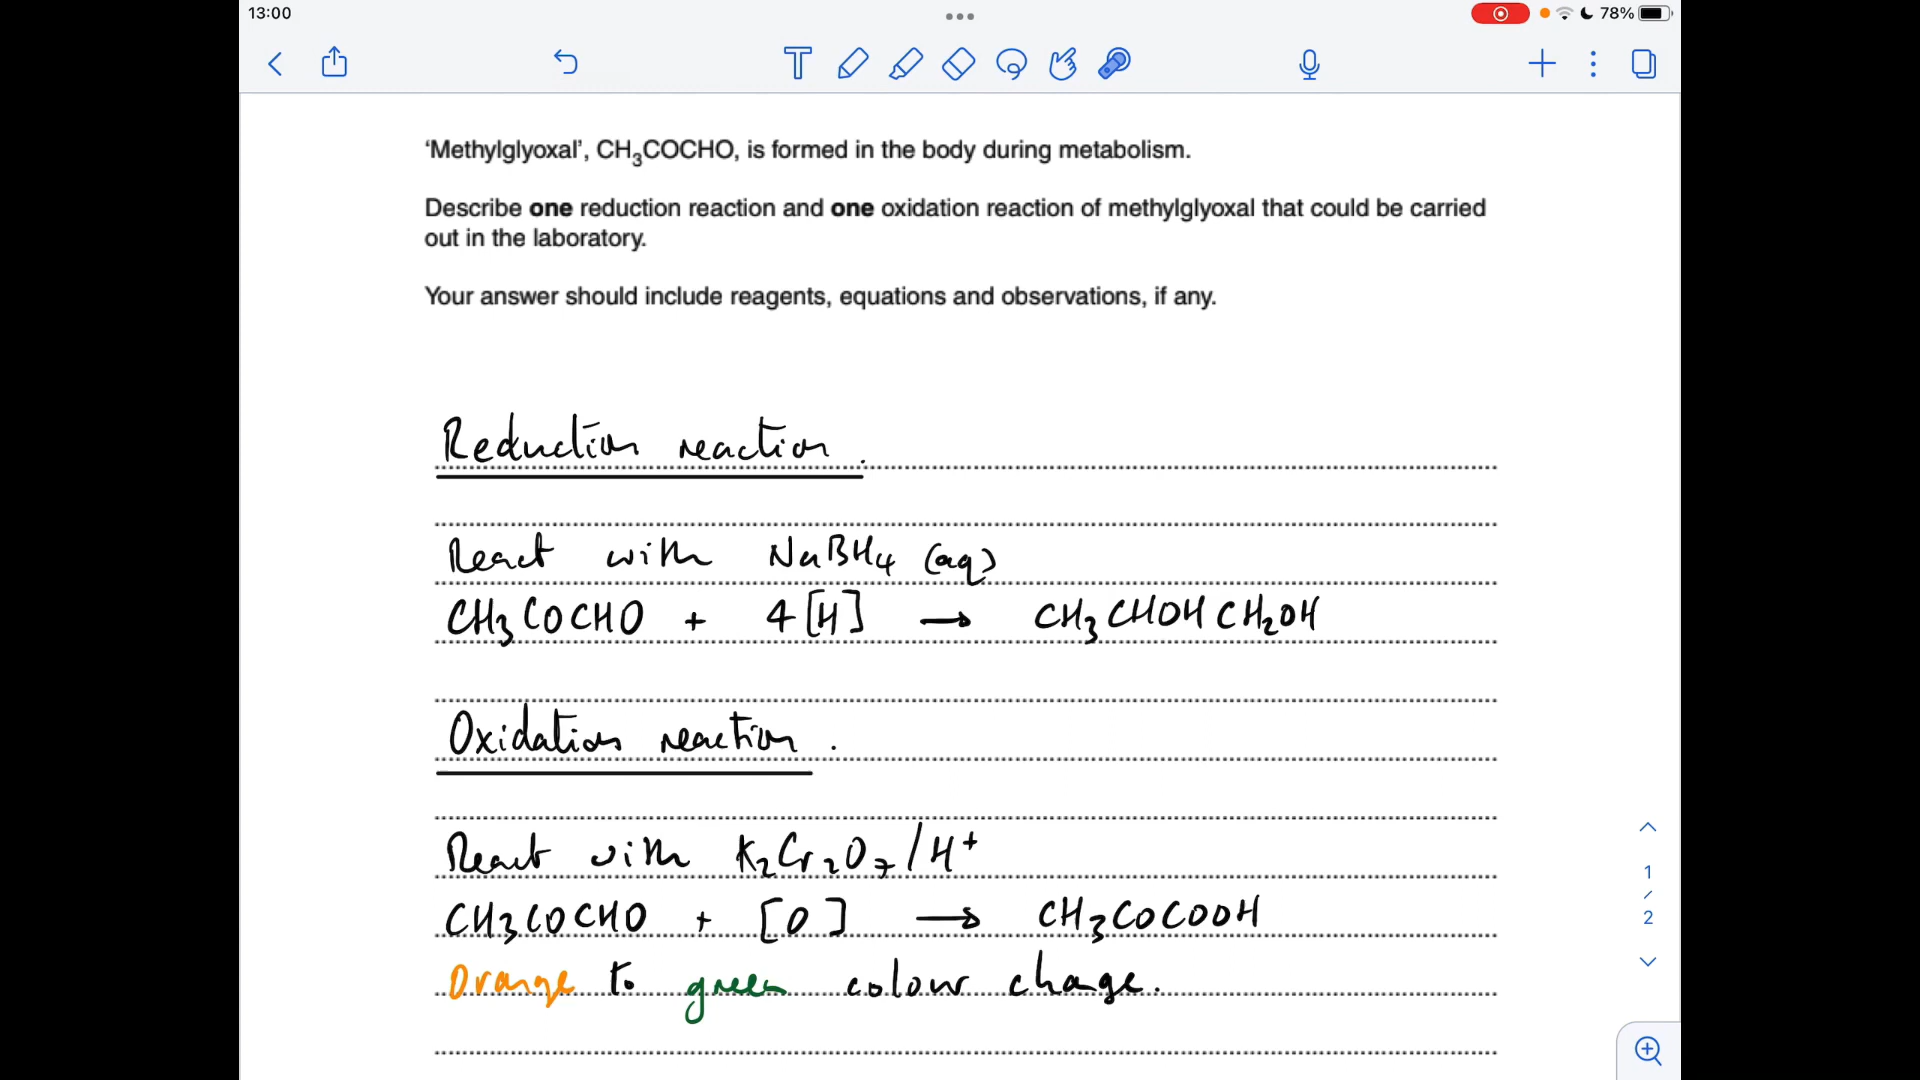 13:00
78%
‘Methylglyoxal’, CH₃COCHO, is formed in the body during metabolism.
Describe one reduction reaction and one oxidation reaction of methylglyoxal that could be carried
out in the laboratory.
Your answer should include reagents, equations and observations, if any.
Reduction reaction.
React with NaBH₄ (aq)
CH₃COCHO + 4[H] → CH₃CHOHCH₂OH
Oxidation reaction.
React with K₂Cr₂O₇/H⁺
CH₃COCHO + [O] → CH₃COCOOH
Orange to green colour change.
1
/
2